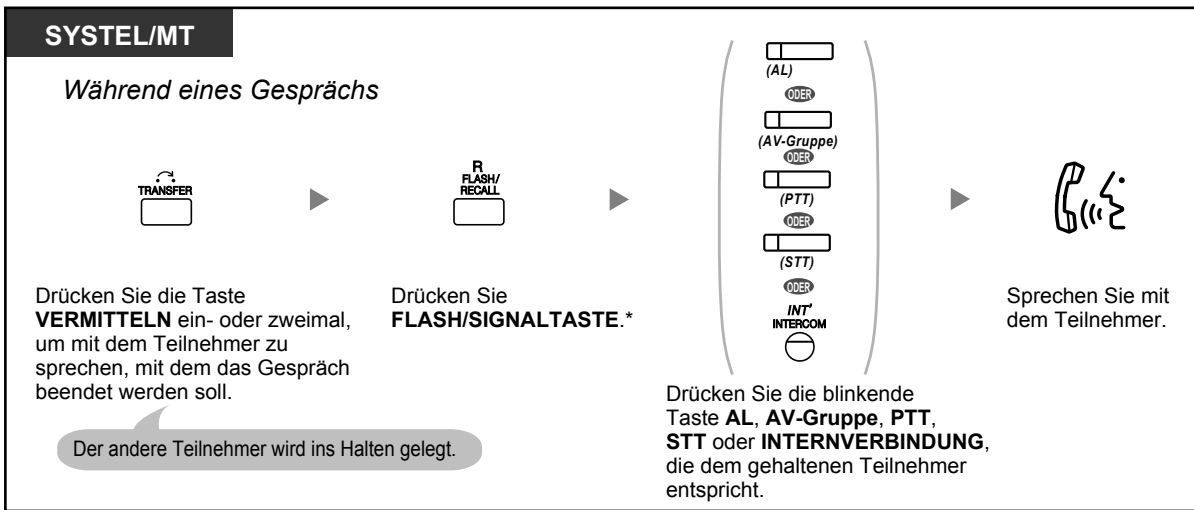 SYSTEL/MT
Während eines Gesprächs
TRANSFER
Drücken Sie die Taste
VERMITTELN ein- oder zweimal,
um mit dem Teilnehmer zu
sprechen, mit dem das Gespräch
beendet werden soll.
Der andere Teilnehmer wird ins Halten gelegt.
R
FLASH/
RECALL
Drücken Sie
FLASH/SIGNALTASTE.*
(AL)
ODER
(AV-Gruppe)
ODER
(PTT)
ODER
(STT)
ODER
INT'
INTERCOM
Drücken Sie die blinkende
Taste AL, AV-Gruppe, PTT,
STT oder INTERNVERBINDUNG,
die dem gehaltenen Teilnehmer
entspricht.
Sprechen Sie mit
dem Teilnehmer.